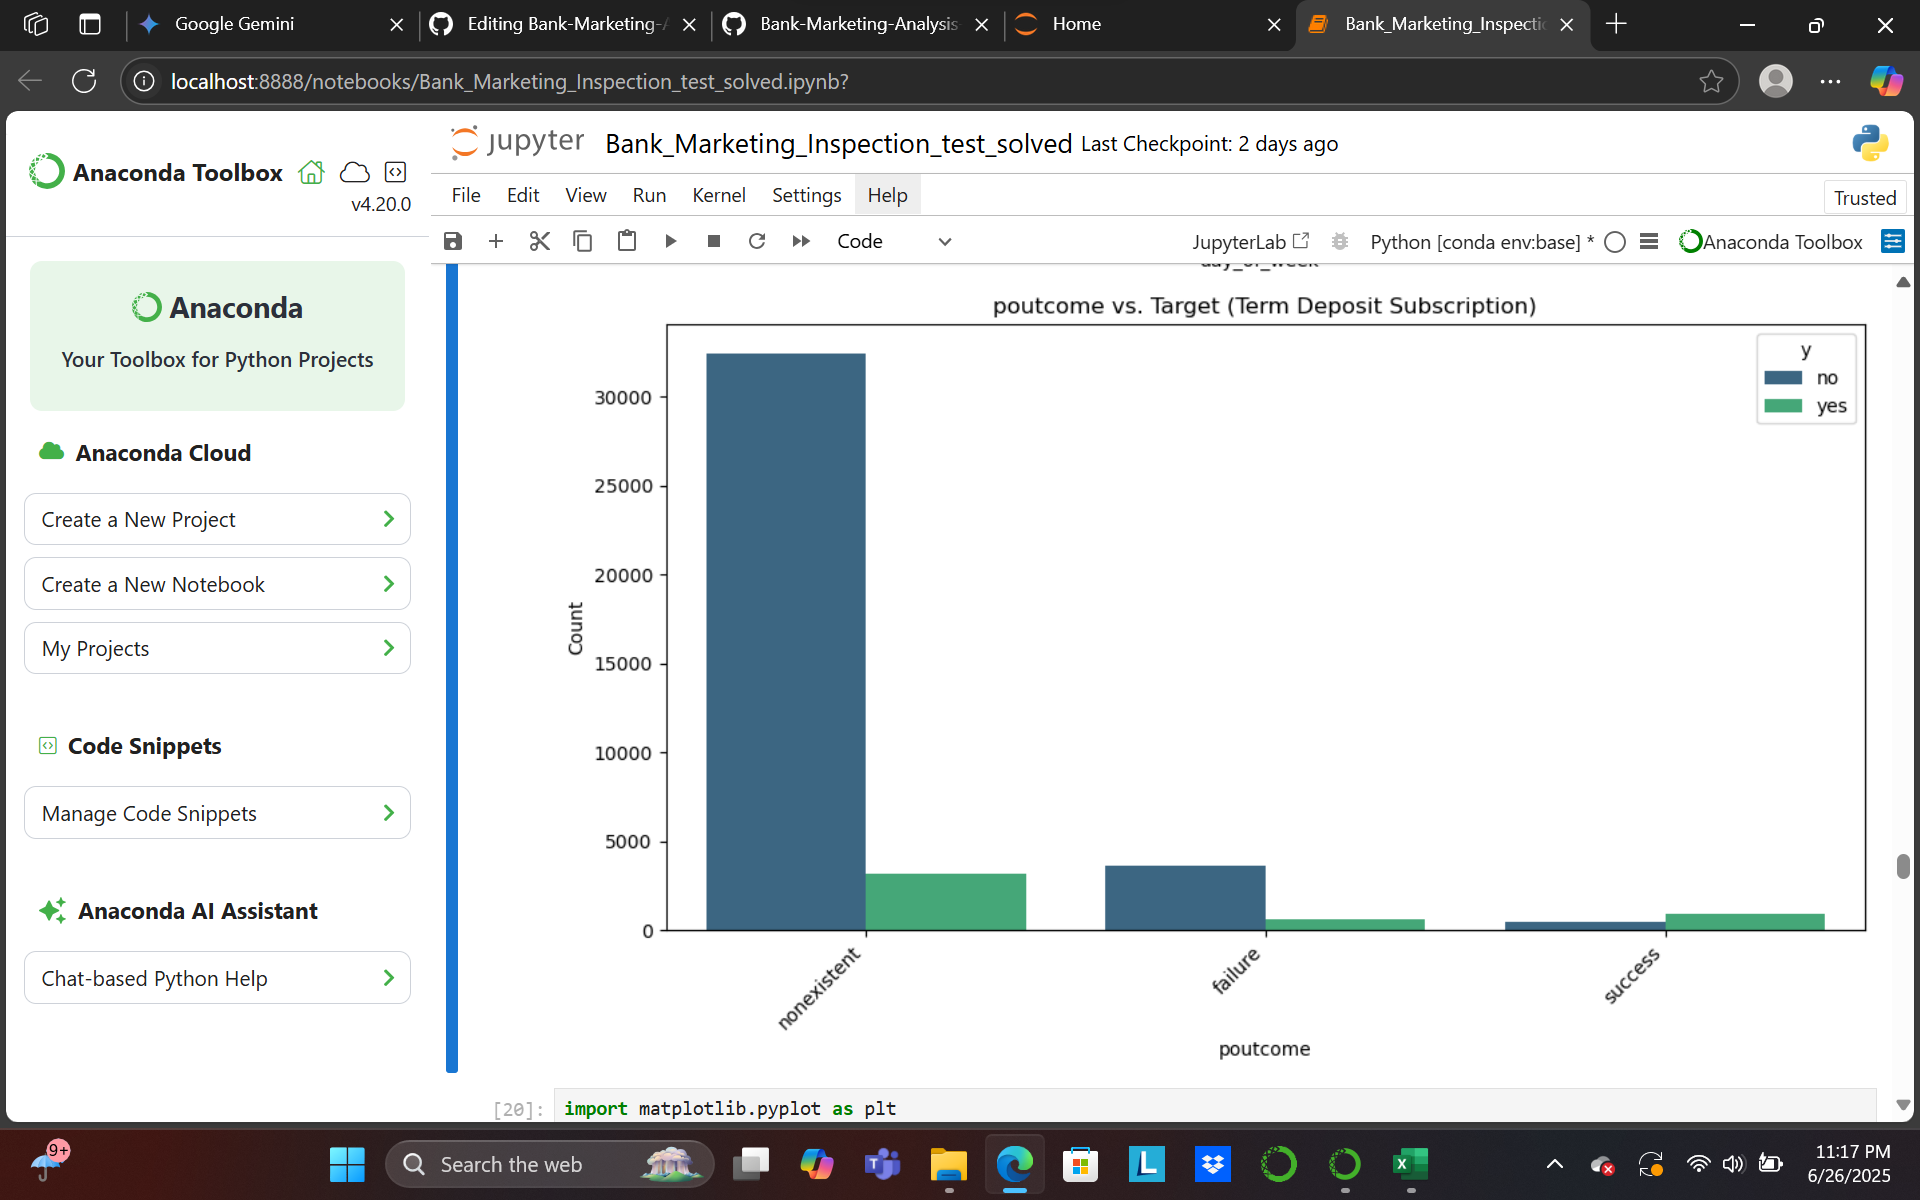 Google Gemini
Editing Bank-Marketing-A
Bank-Marketing-Analysis
Home
Bank_Marketing_Inspectio
localhost:8888/notebooks/Bank_Marketing_Inspection_test_solved.ipynb?
Anaconda Toolbox
v4.20.0
Anaconda
Your Toolbox for Python Projects
Anaconda Cloud
Create a New Project
Create a New Notebook
My Projects
Code Snippets
Manage Code Snippets
Anaconda AI Assistant
Chat-based Python Help
jupyter Bank_Marketing_Inspection_test_solved Last Checkpoint: 2 days ago
File Edit View Run Kernel Settings Help
Trusted
Code
JupyterLab
Python [conda env:base] *
Anaconda Toolbox
day_of_week
poutcome vs. Target (Term Deposit Subscription)
y
no
yes
30000
25000
20000
15000
10000
5000
0
Count
nonexistent
failure
success
poutcome
[20]: import matplotlib.pyplot as plt
9+
Search the web
11:17 PM
6/26/2025